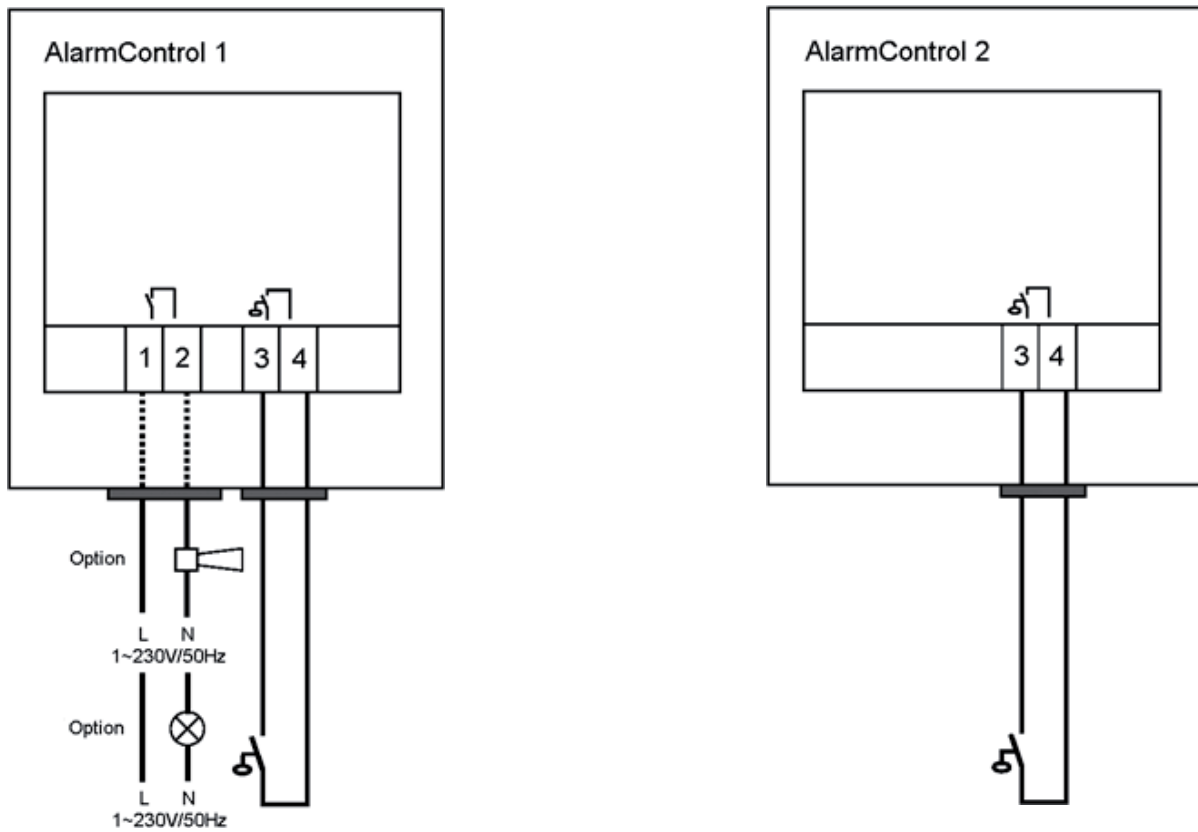 AlarmControl 1
1 2 3 4
Option
L N
1~230V/50Hz
Option
L N
1~230V/50Hz
AlarmControl 2
3 4